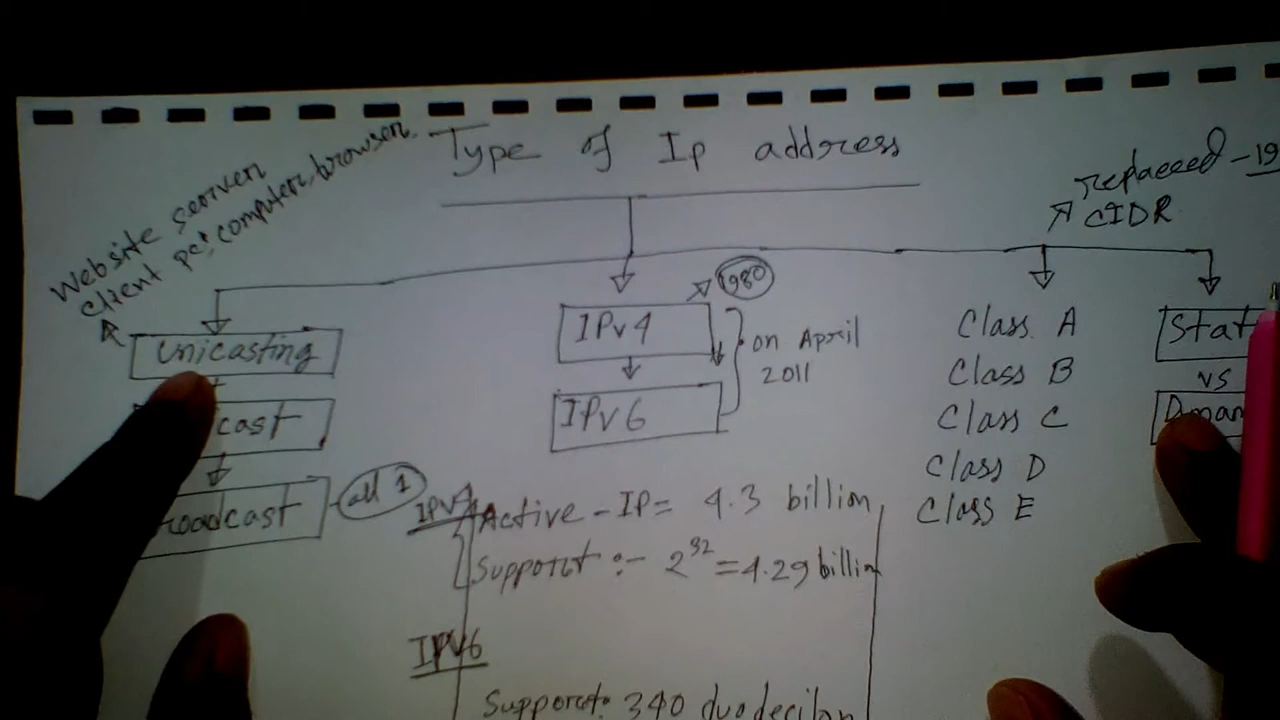 Type of Ip address
Website server
client pc, computer, browser
replaceed - 19
CIDR
1980
Unicasting
cast
roadcast
all 1
IPv4
IPv6
on April
2011
Class A
Class B
Class C
Class D
Class E
Stat
vs
IPV4
Active - IP = 4.3 billion
Support :- 2^32 = 4.29 billion
IPV6
Support: 340 duodecilon